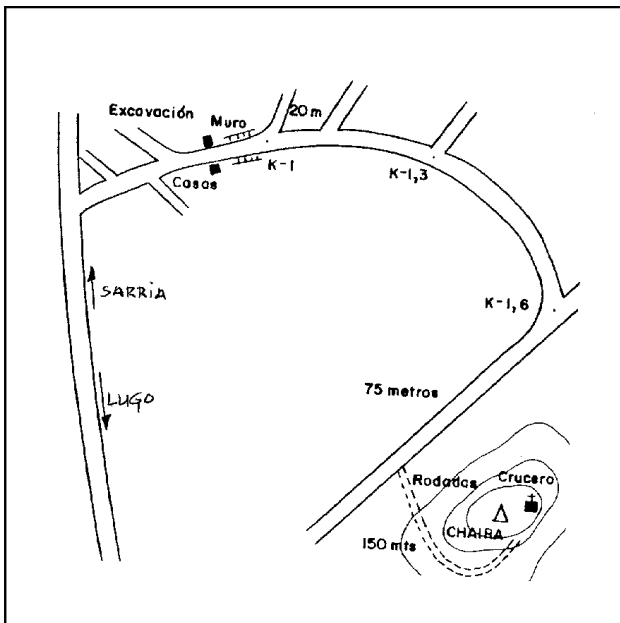 Excavación
Muro
20 m
Casas
K-1
K-1,3
SARRIA
K-1,6
LUGO
75 metros
Rodadas
Crucero
CHAIRA
150 mts